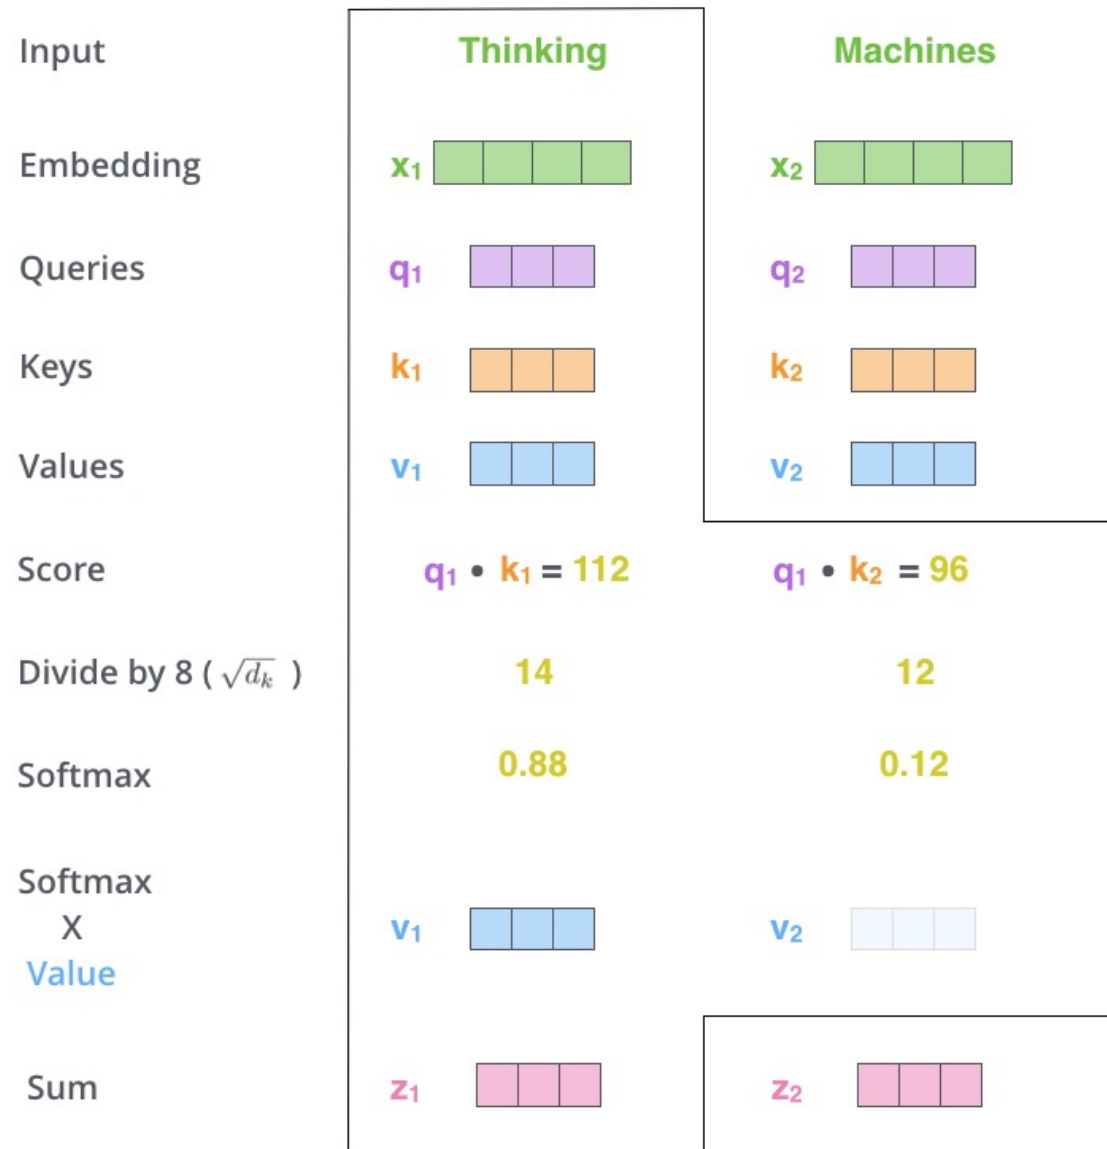 Input Thinking Machines
Embedding x₁ x₂
Queries q₁ q₂
Keys k₁ k₂
Values v₁ v₂
Score q₁ • k₁ = 112 q₁ • k₂ = 96
Divide by 8 ( √dₖ ) 14 12
Softmax 0.88 0.12
Softmax
X v₁ v₂
Value
Sum z₁ z₂